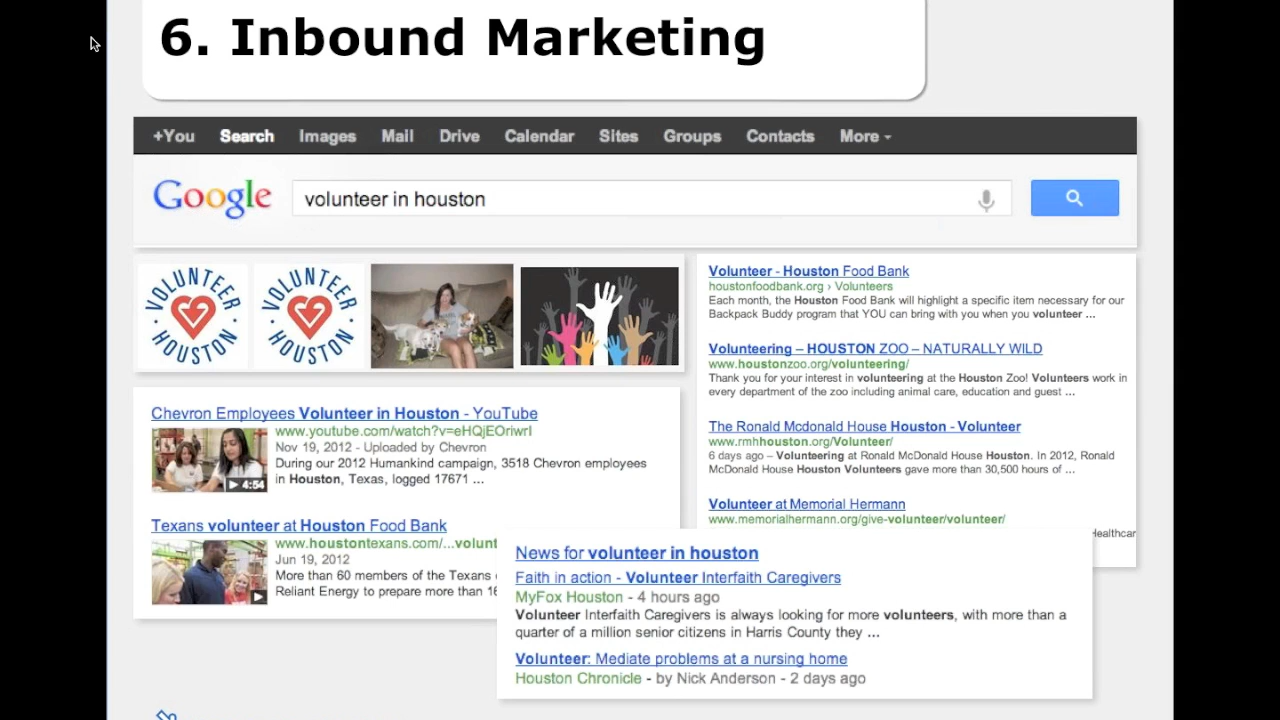 6. Inbound Marketing
+You Search Images Mail Drive Calendar Sites Groups Contacts More
Google volunteer in houston
VOLUNTEER HOUSTON
VOLUNTEER HOUSTON
Chevron Employees Volunteer in Houston - YouTube
www.youtube.com/watch?v=eHQjEOriwrI
Nov 19, 2012 - Uploaded by Chevron
During our 2012 Humankind campaign, 3518 Chevron employees
in Houston, Texas, logged 17671 ...
4:54
Texans volunteer at Houston Food Bank
www.houstontexans.com/...volunt
Jun 19, 2012
More than 60 members of the Texans
Reliant Energy to prepare more than 16
Volunteer - Houston Food Bank
houstonfoodbank.org › Volunteers
Each month, the Houston Food Bank will highlight a specific item necessary for our
Backpack Buddy program that YOU can bring with you when you volunteer ...
Volunteering – HOUSTON ZOO – NATURALLY WILD
www.houstonzoo.org/volunteering/
Thank you for your interest in volunteering at the Houston Zoo! Volunteers work in
every department of the zoo including animal care, education and guest ...
The Ronald Mcdonald House Houston - Volunteer
www.rmhhouston.org/Volunteer/
6 days ago – Volunteering at Ronald McDonald House Houston. In 2012, Ronald
McDonald House Houston Volunteers gave more than 30,500 hours of ...
Volunteer at Memorial Hermann
www.memorialhermann.org/give-volunteer/volunteer/
Healthcar
News for volunteer in houston
Faith in action - Volunteer Interfaith Caregivers
MyFox Houston - 4 hours ago
Volunteer Interfaith Caregivers is always looking for more volunteers, with more than a
quarter of a million senior citizens in Harris County they ...
Volunteer: Mediate problems at a nursing home
Houston Chronicle - by Nick Anderson - 2 days ago